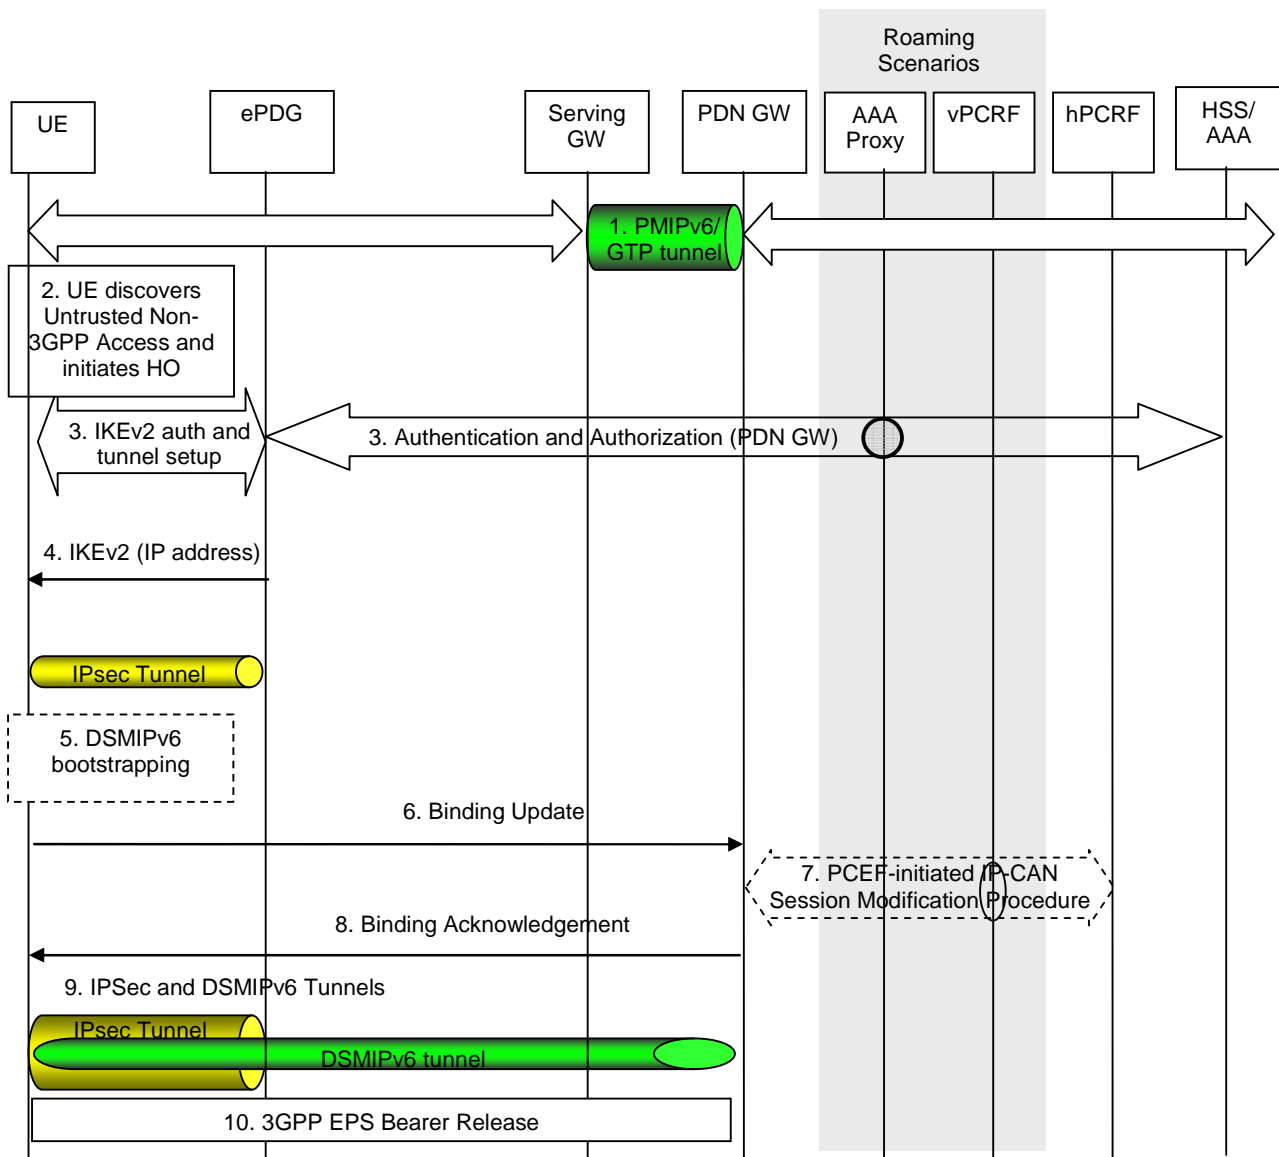 Roaming
Scenarios
UE
ePDG
Serving
GW
PDN GW
AAA
Proxy
vPCRF
hPCRF
HSS/
AAA
1. PMIPv6/
GTP tunnel
2. UE discovers
Untrusted Non-
3GPP Access and
initiates HO
3. IKEv2 auth and
tunnel setup
3. Authentication and Authorization (PDN GW)
4. IKEv2 (IP address)
IPsec Tunnel
5. DSMIPv6
bootstrapping
6. Binding Update
7. PCEF-initiated IP-CAN
Session Modification Procedure
8. Binding Acknowledgement
9. IPSec and DSMIPv6 Tunnels
IPsec Tunnel
DSMIPv6 tunnel
10. 3GPP EPS Bearer Release